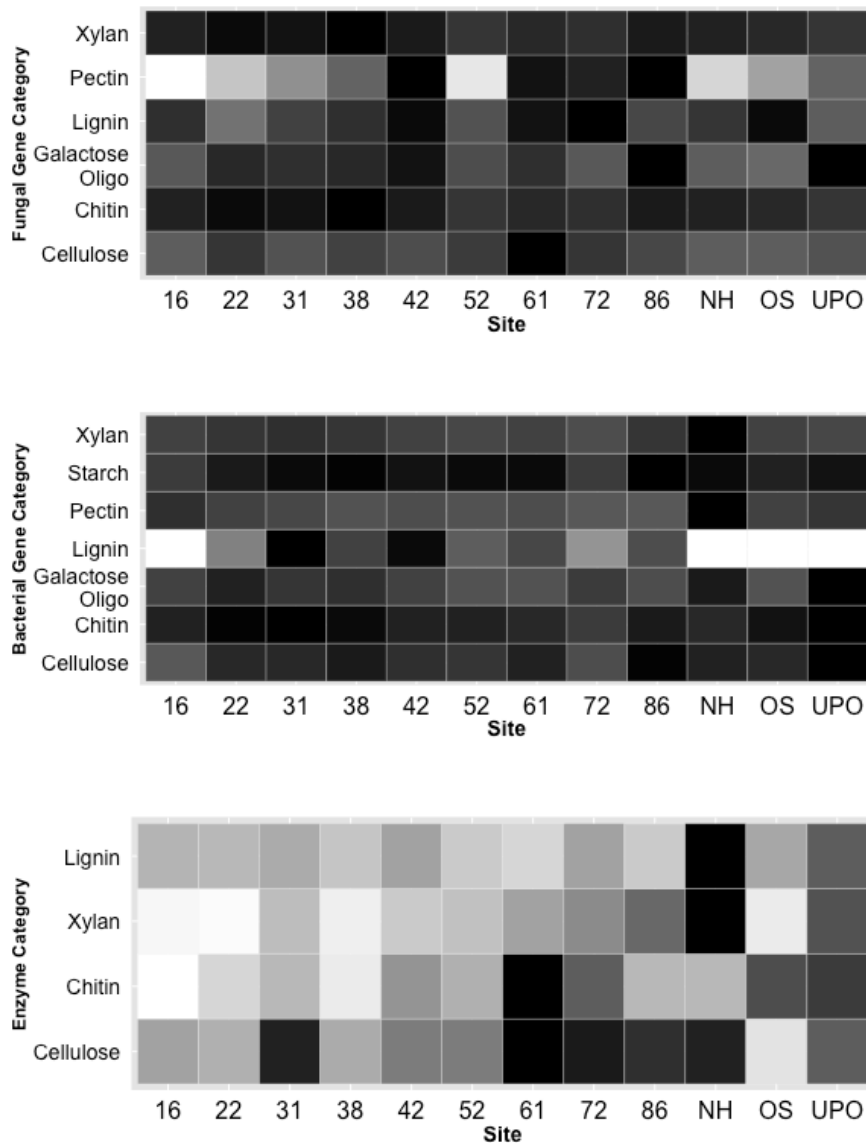 Fungal Gene Category
Xylan
Pectin
Lignin
Galactose
Oligo
Chitin
Cellulose
16 22 31 38 42 52 61 72 86 NH OS UPO
Site
Bacterial Gene Category
Xylan
Starch
Pectin
Lignin
Galactose
Oligo
Chitin
Cellulose
16 22 31 38 42 52 61 72 86 NH OS UPO
Site
Enzyme Category
Lignin
Xylan
Chitin
Cellulose
16 22 31 38 42 52 61 72 86 NH OS UPO
Site